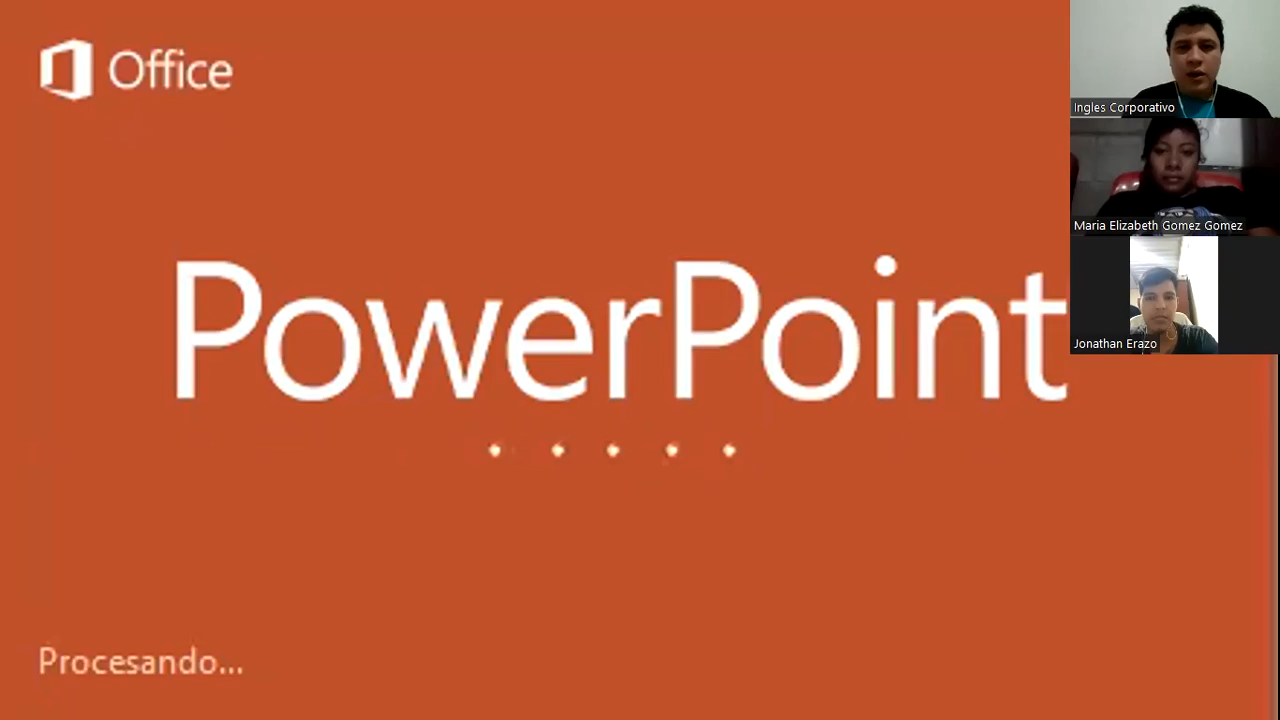 Office
PowerPoint
Procesando...
Ingles Corporativo
Maria Elizabeth Gomez Gomez
Jonathan Erazo